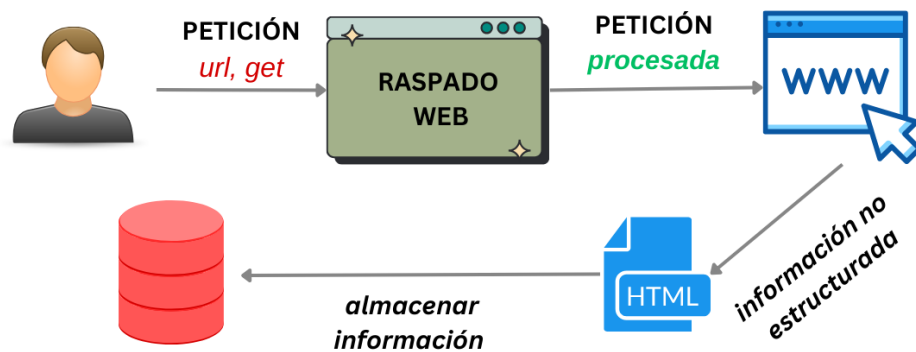 PETICIÓN
url, get
RASPADO
WEB
PETICIÓN
procesada
WWW
información no
estructurada
HTML
almacenar
información